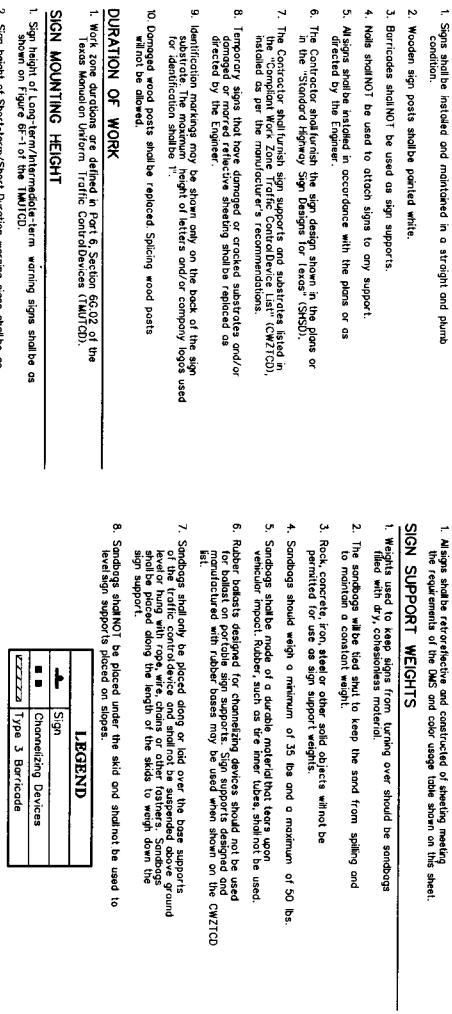 1. Signs shall be installed and maintained in a straight and plumb
condition.
2. Wooden sign posts shall be painted white.
3. Barricades shall NOT be used as sign supports.
4. Nails shall NOT be used to attach signs to any support.
5. All signs shall be installed in accordance with the plans or as
directed by the Engineer.
6. The Contractor shall furnish the sign design shown in the plans or
in the "Standard Highway Sign Designs for Texas" (SHSD).
7. The Contractor shall furnish sign supports and substrates listed in
the "Compliant Work Zone Traffic Control Device List" (CWZTCD),
installed as per the manufacturer's recommendations.
8. Temporary signs that have damaged or cracked substrates and/or
damaged or marred reflective sheeting shall be replaced as
directed by the Engineer.
9. Identification markings may be shown only on the back of the sign
substrate. The maximum height of letters and/or company logos used
for identification shall be 1".
10. Damaged wood posts shall be replaced. Splicing wood posts
will not be allowed.
DURATION OF WORK
1. Work zone durations are defined in Part 6, Section 6G.02 of the
Texas Manual on Uniform Traffic Control Devices (TMUTCD).
SIGN MOUNTING HEIGHT
1. Sign height of Long-term/Intermediate-term warning signs shall be as
shown on Figure 6F-1 of the TMUTCD.
2. Sign height of Short-term/Short Duration warning signs shall be as
1. All signs shall be retroreflective and constructed of sheeting meeting
the requirements of the DMS and color usage table shown on this sheet.
SIGN SUPPORT WEIGHTS
1. Weights used to keep signs from turning over should be sandbags
filled with dry, cohesionless material.
2. The sandbags will be tied shut to keep the sand from spilling and
to maintain a constant weight.
3. Rock, concrete, iron, steel or other solid objects will not be
permitted for use as sign support weights.
4. Sandbags should weigh a minimum of 35 lbs and a maximum of 50 lbs.
5. Sandbags shall be made of a durable material that tears upon
vehicular impact. Rubber, such as tire inner tubes, shall not be used.
6. Rubber ballasts designed for channelizing devices should not be used
for ballast on portable sign supports. Sign supports designed and
manufactured with rubber bases may be used when shown on the CWZTCD
list.
7. Sandbags shall only be placed along or laid over the base supports
of the traffic control device and shall not be suspended above ground
level or hung with rope, wire, chains or other fastners. Sandbags
shall be placed along the length of the skids to weigh down the
sign support.
8. Sandbags shall NOT be placed under the skid and shall not be used to
level sign supports placed on slopes.
LEGEND
Sign
Channelizing Devices
Type 3 Barricade